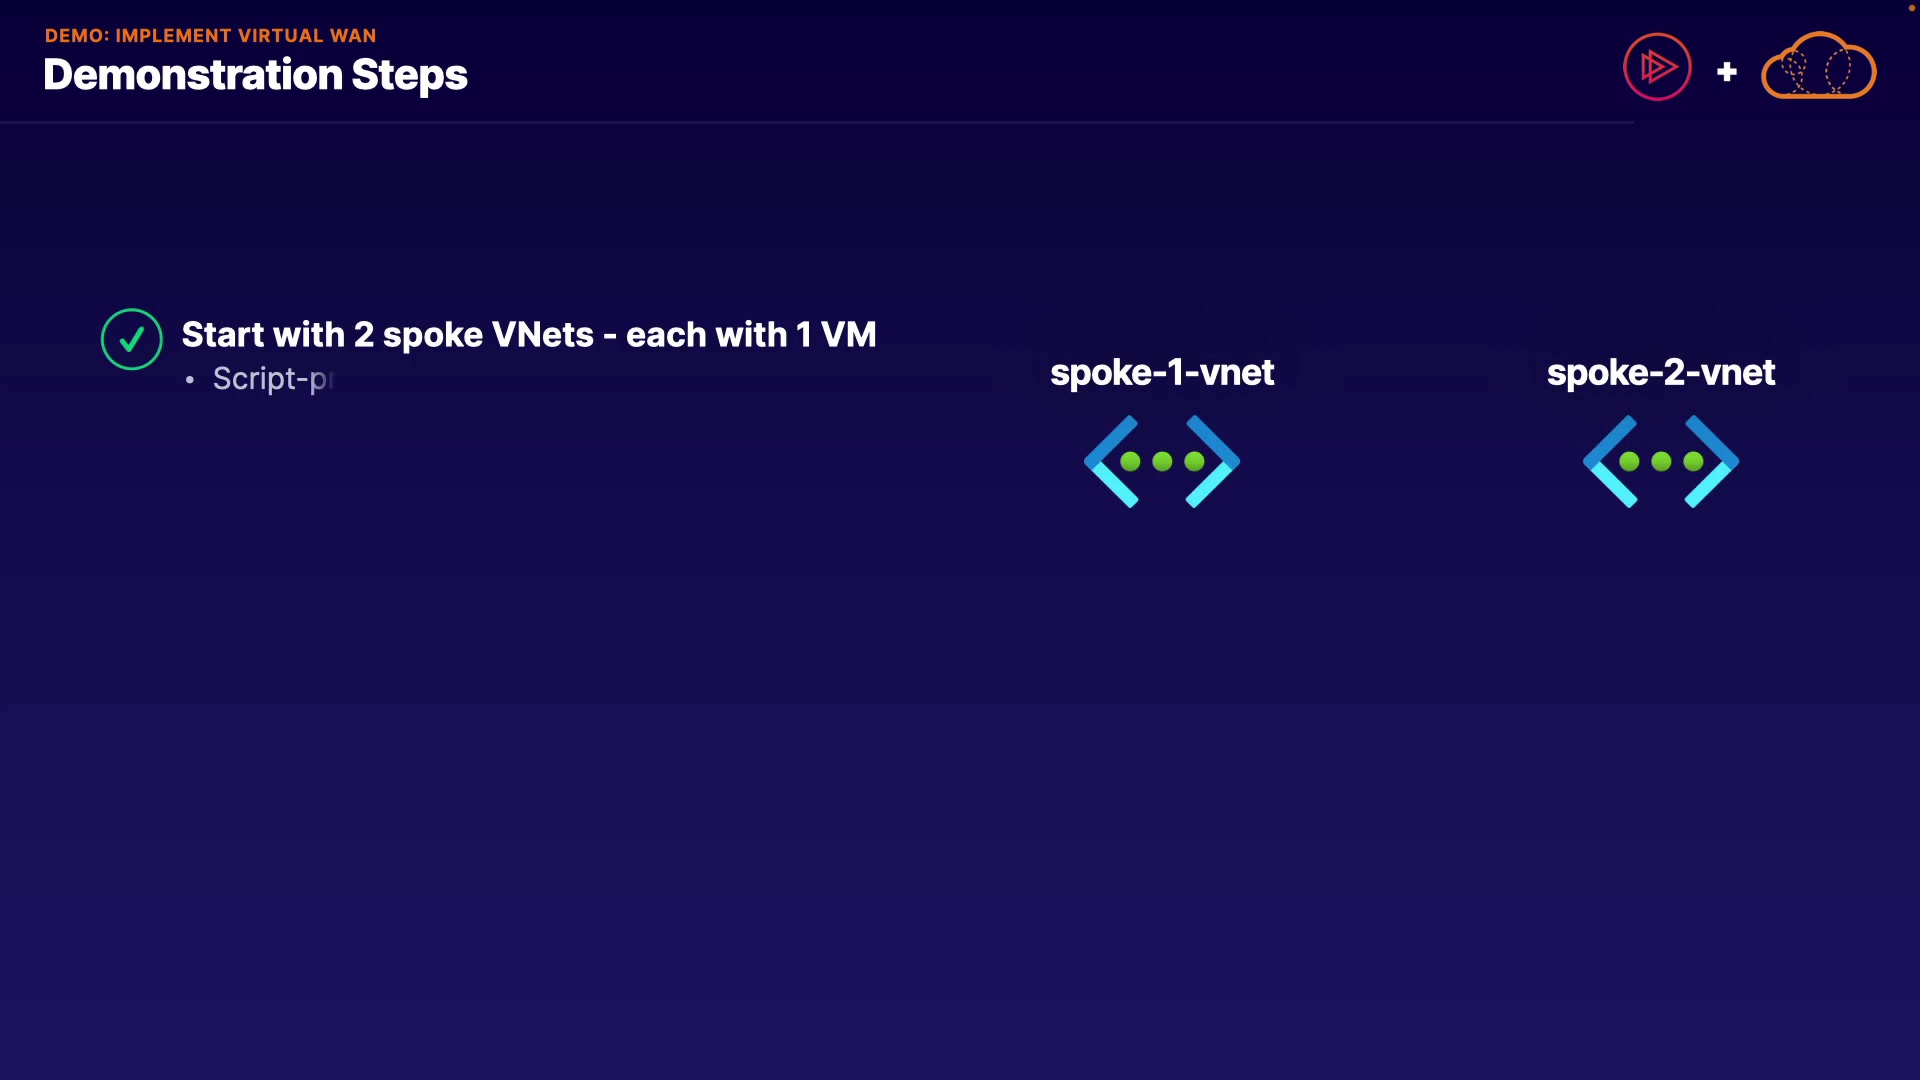 DEMO: IMPLEMENT VIRTUAL WAN
Demonstration Steps
Start with 2 spoke VNets - each with 1 VM
• Script-pr
spoke-1-vnet
spoke-2-vnet